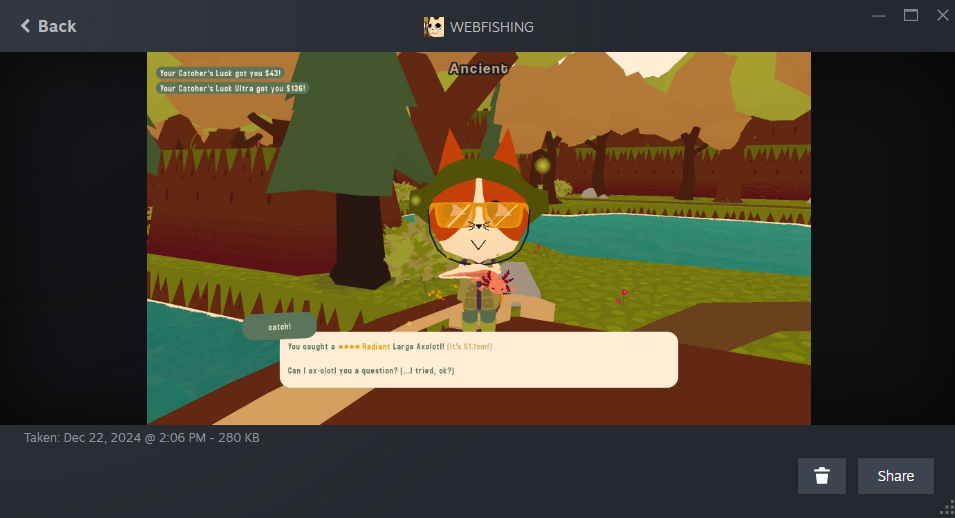 Back
WEBFISHING
Ancient
Your Catcher's Luck got you $43!
Your Catcher's Luck Ultra got you $136!
catch!
You caught a ★★★★ Radiant Large Axolotl! (it's 51.1cm!)
Can I ax-olotl you a question? (...I tried, ok?)
Taken: Dec 22, 2024 @ 2:06 PM - 280 KB
Share